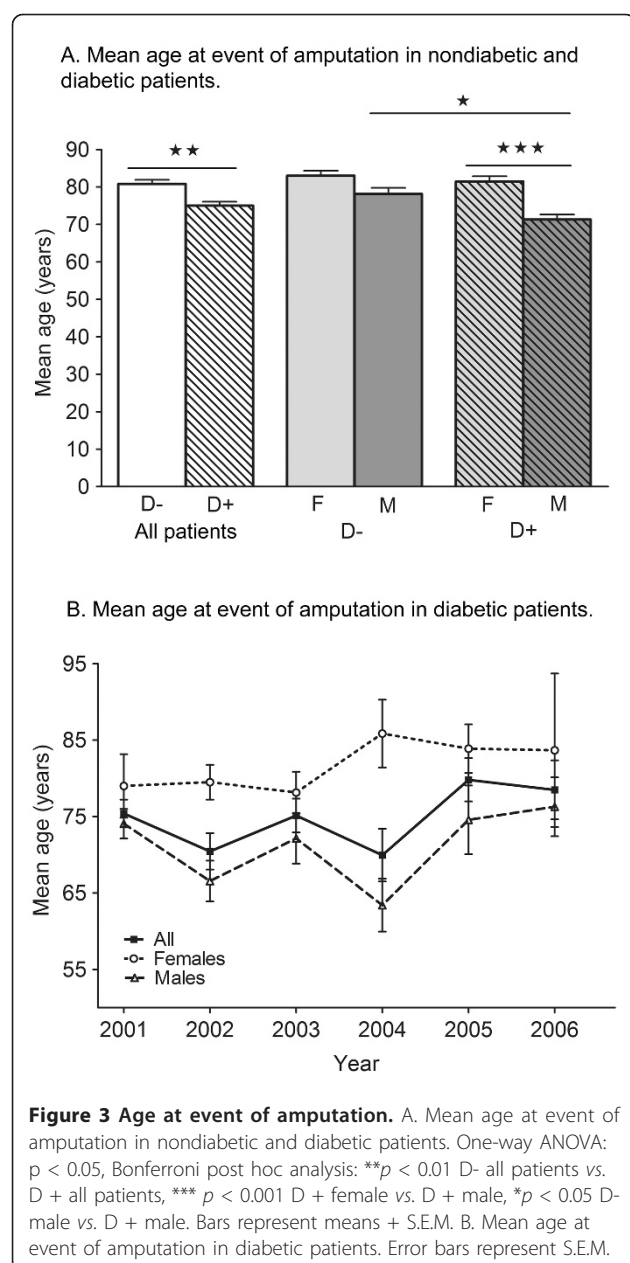 A. Mean age at event of amputation in nondiabetic and
diabetic patients.
★
★★
★★★
Mean age (years)
90
80
70
60
50
40
30
20
10
0
D- D+ F M F M
All patients D- D+
B. Mean age at event of amputation in diabetic patients.
Mean age (years)
95
85
75
65
55
All
Females
Males
2001 2002 2003 2004 2005 2006
Year
Figure 3 Age at event of amputation. A. Mean age at event of
amputation in nondiabetic and diabetic patients. One-way ANOVA:
p < 0.05, Bonferroni post hoc analysis: **p < 0.01 D- all patients vs.
D + all patients, *** p < 0.001 D + female vs. D + male, *p < 0.05 D-
male vs. D + male. Bars represent means + S.E.M. B. Mean age at
event of amputation in diabetic patients. Error bars represent S.E.M.